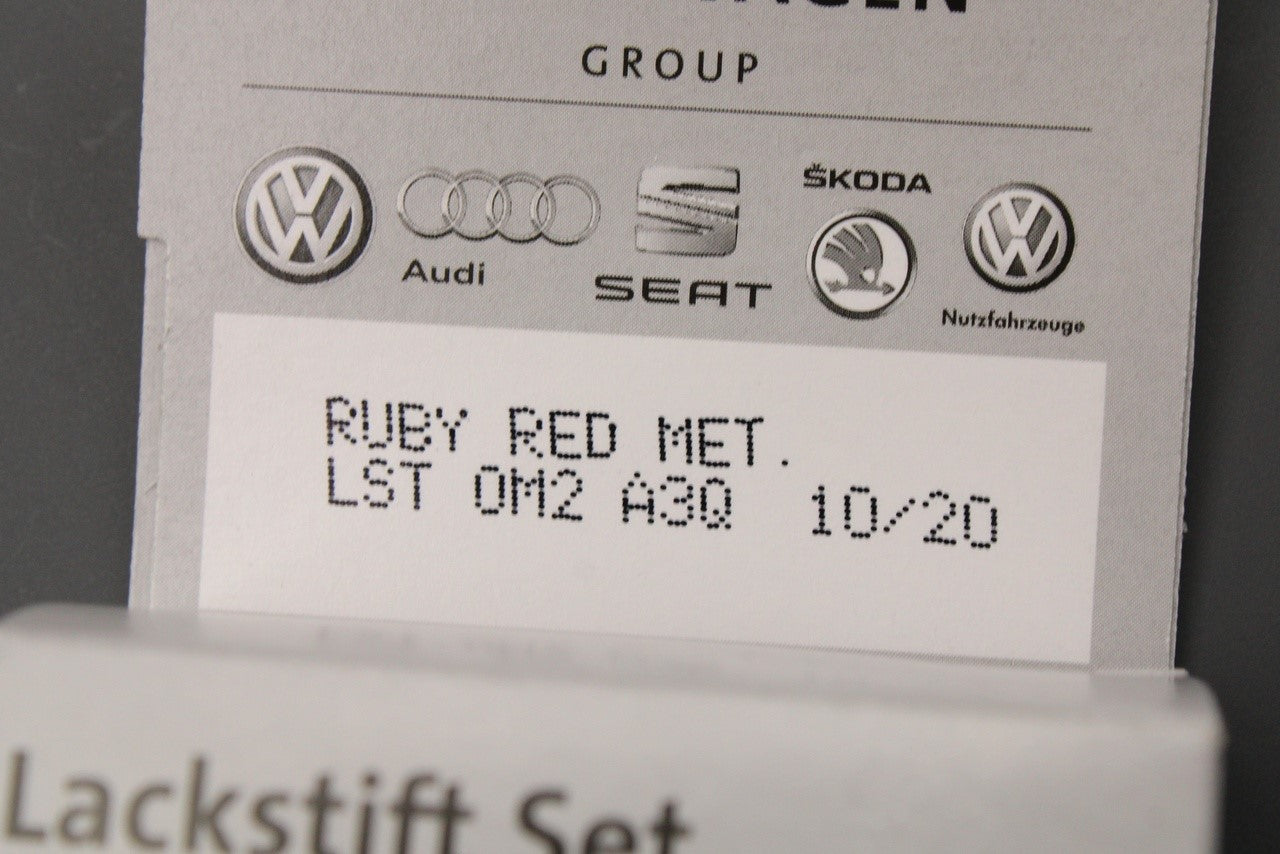 GROUP
Audi
SEAT
ŠKODA
Nutzfahrzeuge
RUBY RED MET.
LST 0M2 A3Q 10/20
Lackstift Set